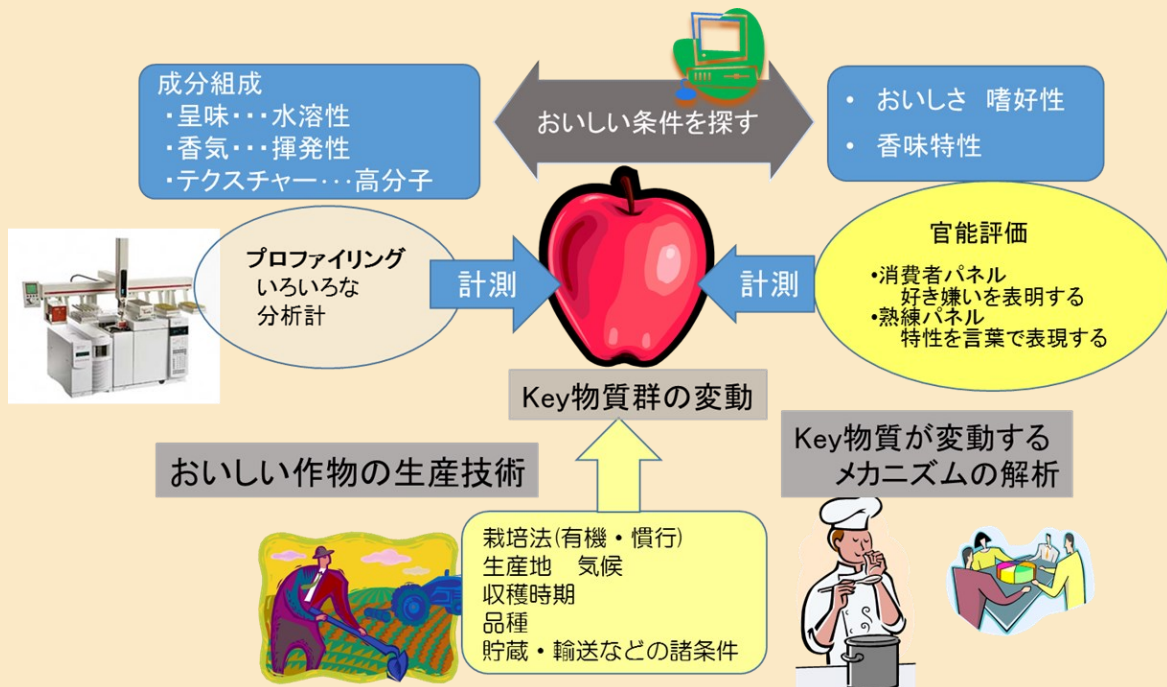 成分組成
・呈味・・・水溶性
・香気・・・揮発性
・テクスチャー・・・高分子
おいしい条件を探す
• おいしさ 嗜好性
• 香味特性
プロファイリング
いろいろな
分析計
計測
計測
官能評価
•消費者パネル
好き嫌いを表明する
•熟練パネル
特性を言葉で表現する
Key物質群の変動
おいしい作物の生産技術
Key物質が変動する
メカニズムの解析
栽培法(有機・慣行)
生産地 気候
収穫時期
品種
貯蔵・輸送などの諸条件